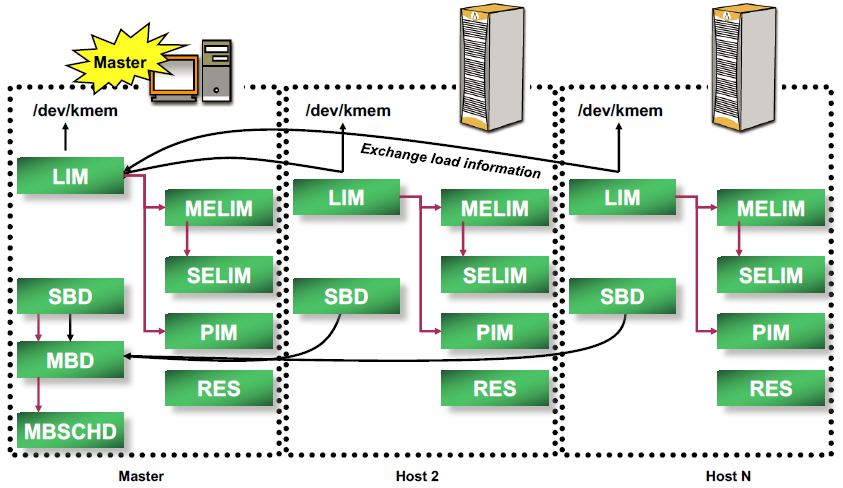 Master
/dev/kmem
/dev/kmem
/dev/kmem
Exchange load information
LIM
MELIM
SELIM
SBD
PIM
MBD
RES
MBSCHD
LIM
MELIM
SELIM
SBD
PIM
RES
LIM
MELIM
SELIM
SBD
PIM
RES
Master
Host 2
Host N